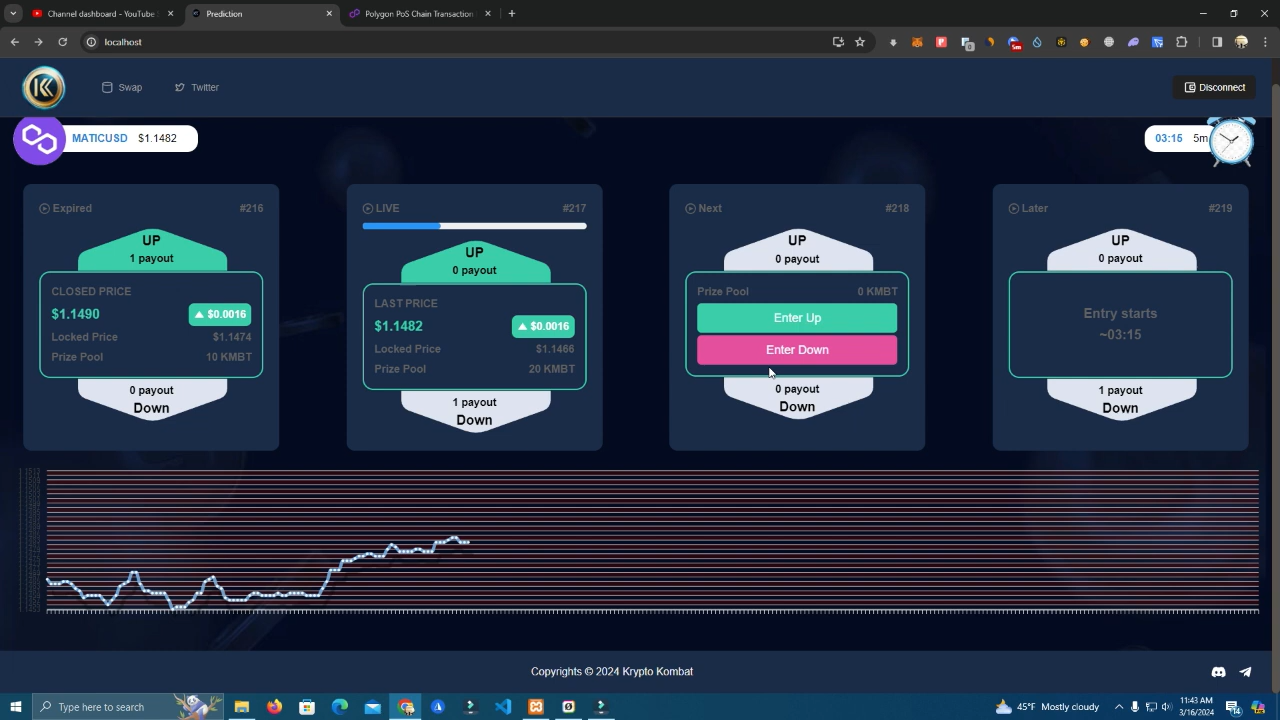 Channel dashboard - YouTube
Prediction
Polygon PoS Chain Transaction
localhost
Swap
Twitter
Disconnect
MATICUSD $1.1482
03:15 5m
Expired #216
UP
1 payout
CLOSED PRICE
$1.1490
$0.0016
Locked Price $1.1474
Prize Pool 10 KMBT
0 payout
Down
LIVE #217
UP
0 payout
LAST PRICE
$1.1482
$0.0016
Locked Price $1.1466
Prize Pool 20 KMBT
1 payout
Down
Next #218
UP
0 payout
Prize Pool 0 KMBT
Enter Up
Enter Down
0 payout
Down
Later #219
UP
0 payout
Entry starts
~03:15
1 payout
Down
Copyrights © 2024 Krypto Kombat
Type here to search
45°F Mostly cloudy
11:43 AM
3/16/2024